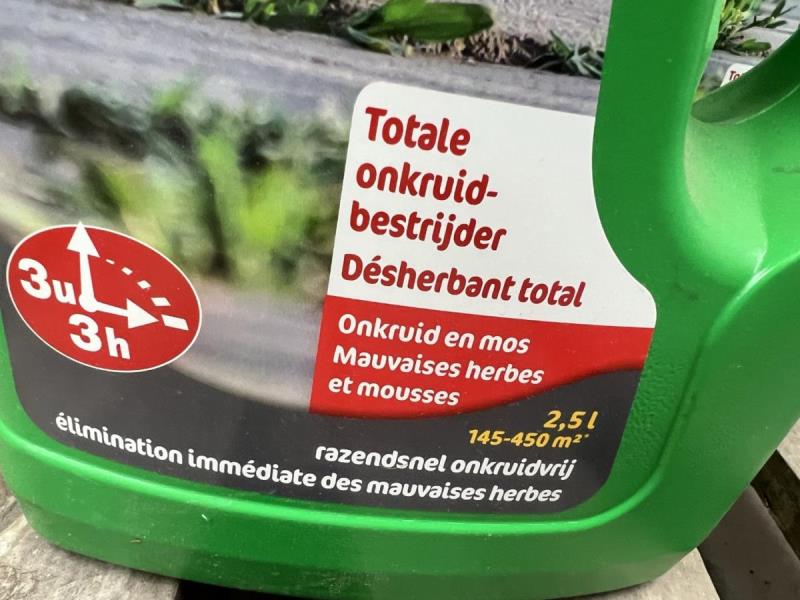 Totale
onkruid-
bestrijder
Désherbant total
Onkruid en mos
Mauvaises herbes
et mousses
2,5 l
145-450 m²*
3u
3h
razendsnel onkruidvrij
élimination immédiate des mauvaises herbes